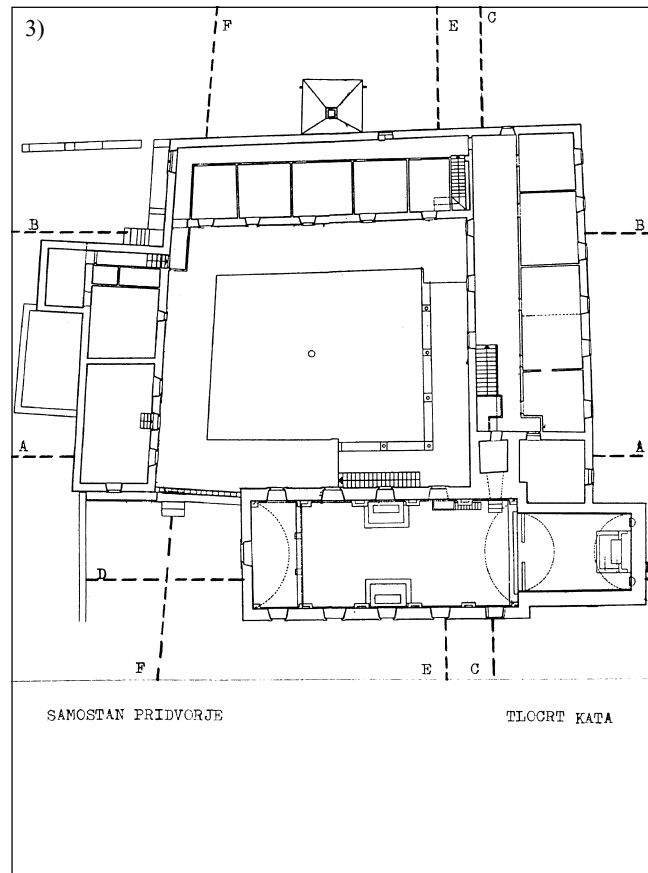 3)
F E C
B B
A A
D
F E C
SAMOSTAN PRIDVORJE TLOCRT KATA